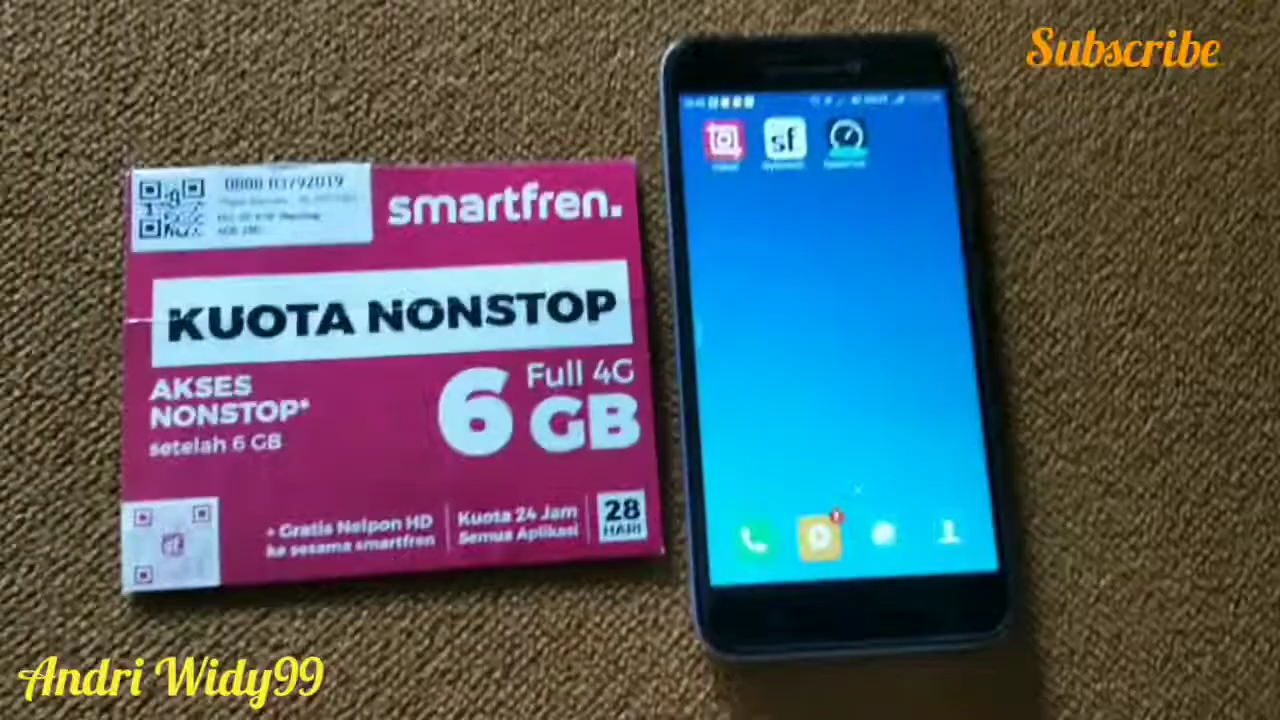 Subscribe
smartfren.
KUOTA NONSTOP
AKSES
NONSTOP*
setelah 6 GB
6 Full 4G
GB
+ Gratis Nelpon HD
ke sesama smartfren
Kuota 24 Jam
Semua Aplikasi
28
HARI
sf
Andri Widy99